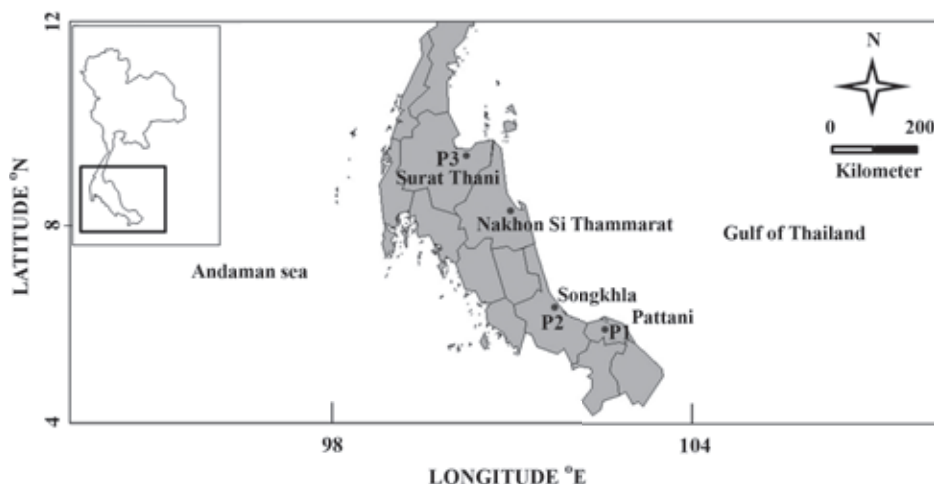 12
N
0 200
Kilometer
P3
Surat Thani
8
Nakhon Si Thammarat
Gulf of Thailand
LATITUDE °N
Andaman sea
Songkhla
P2
Pattani
P1
4
98
104
LONGITUDE °E